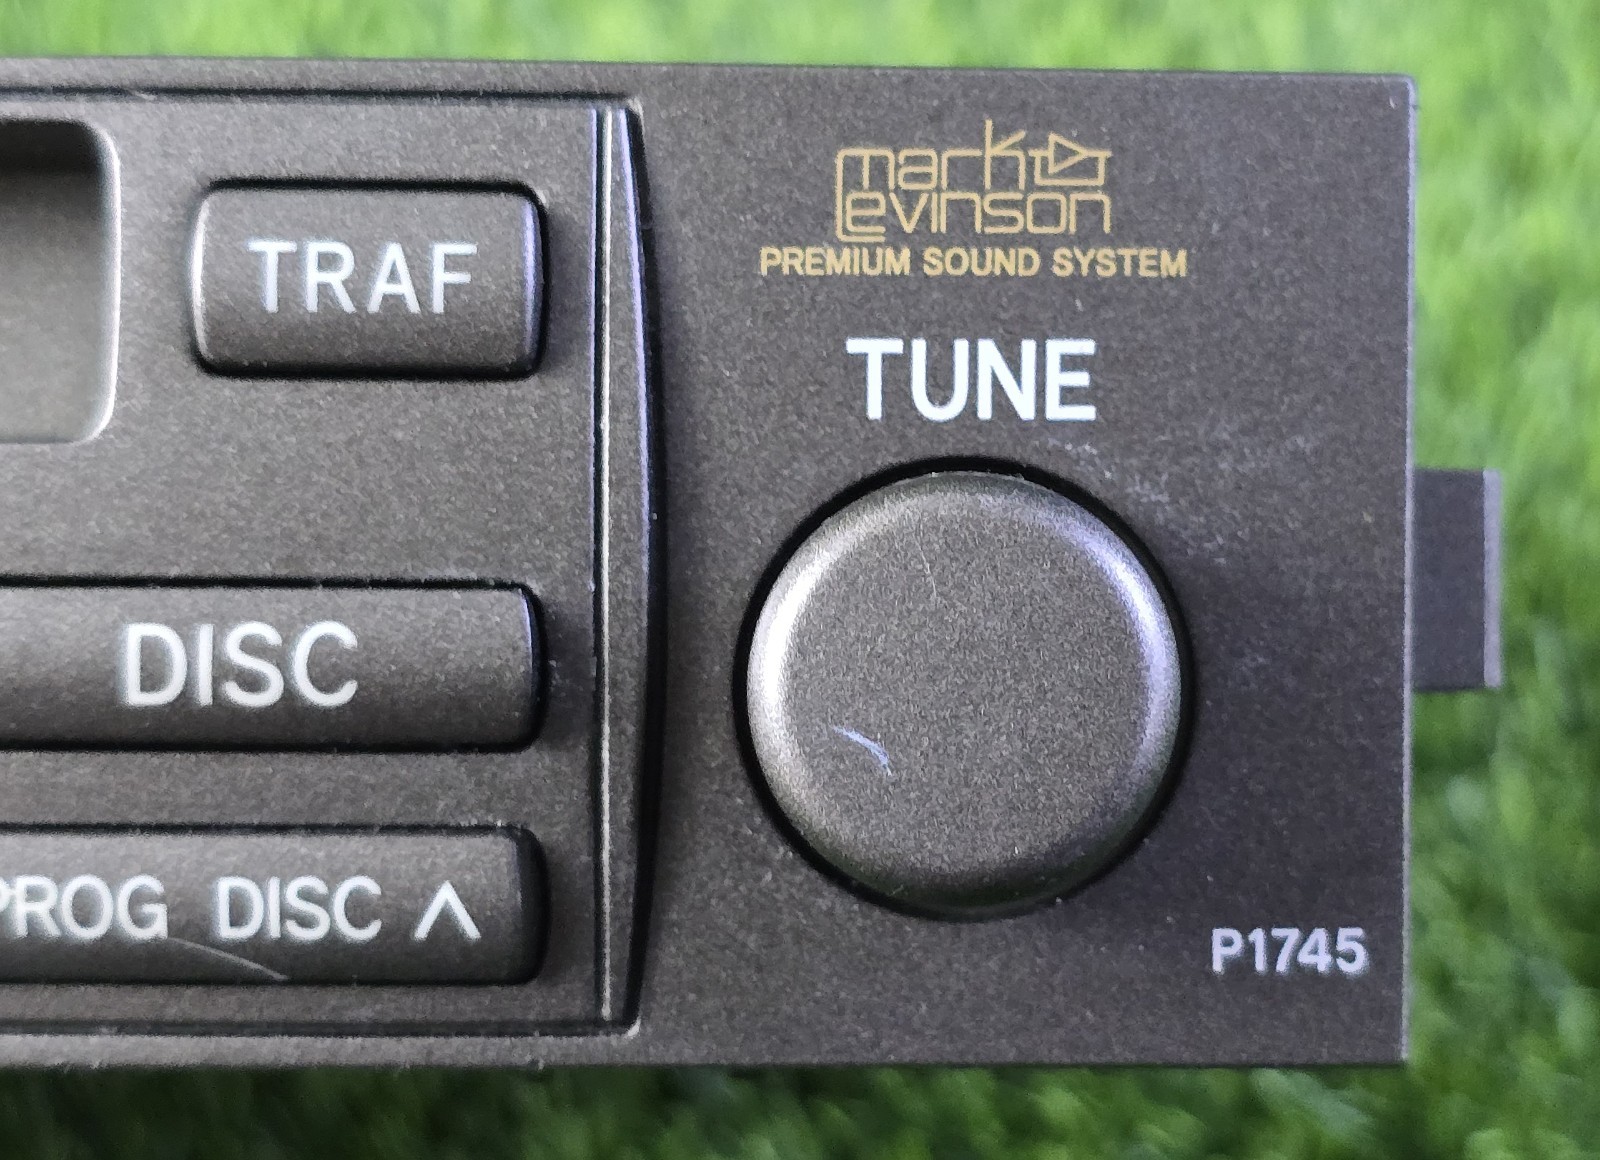 mark
Levinson
PREMIUM SOUND SYSTEM
TRAF
TUNE
DISC
PROG DISC ∧
P1745